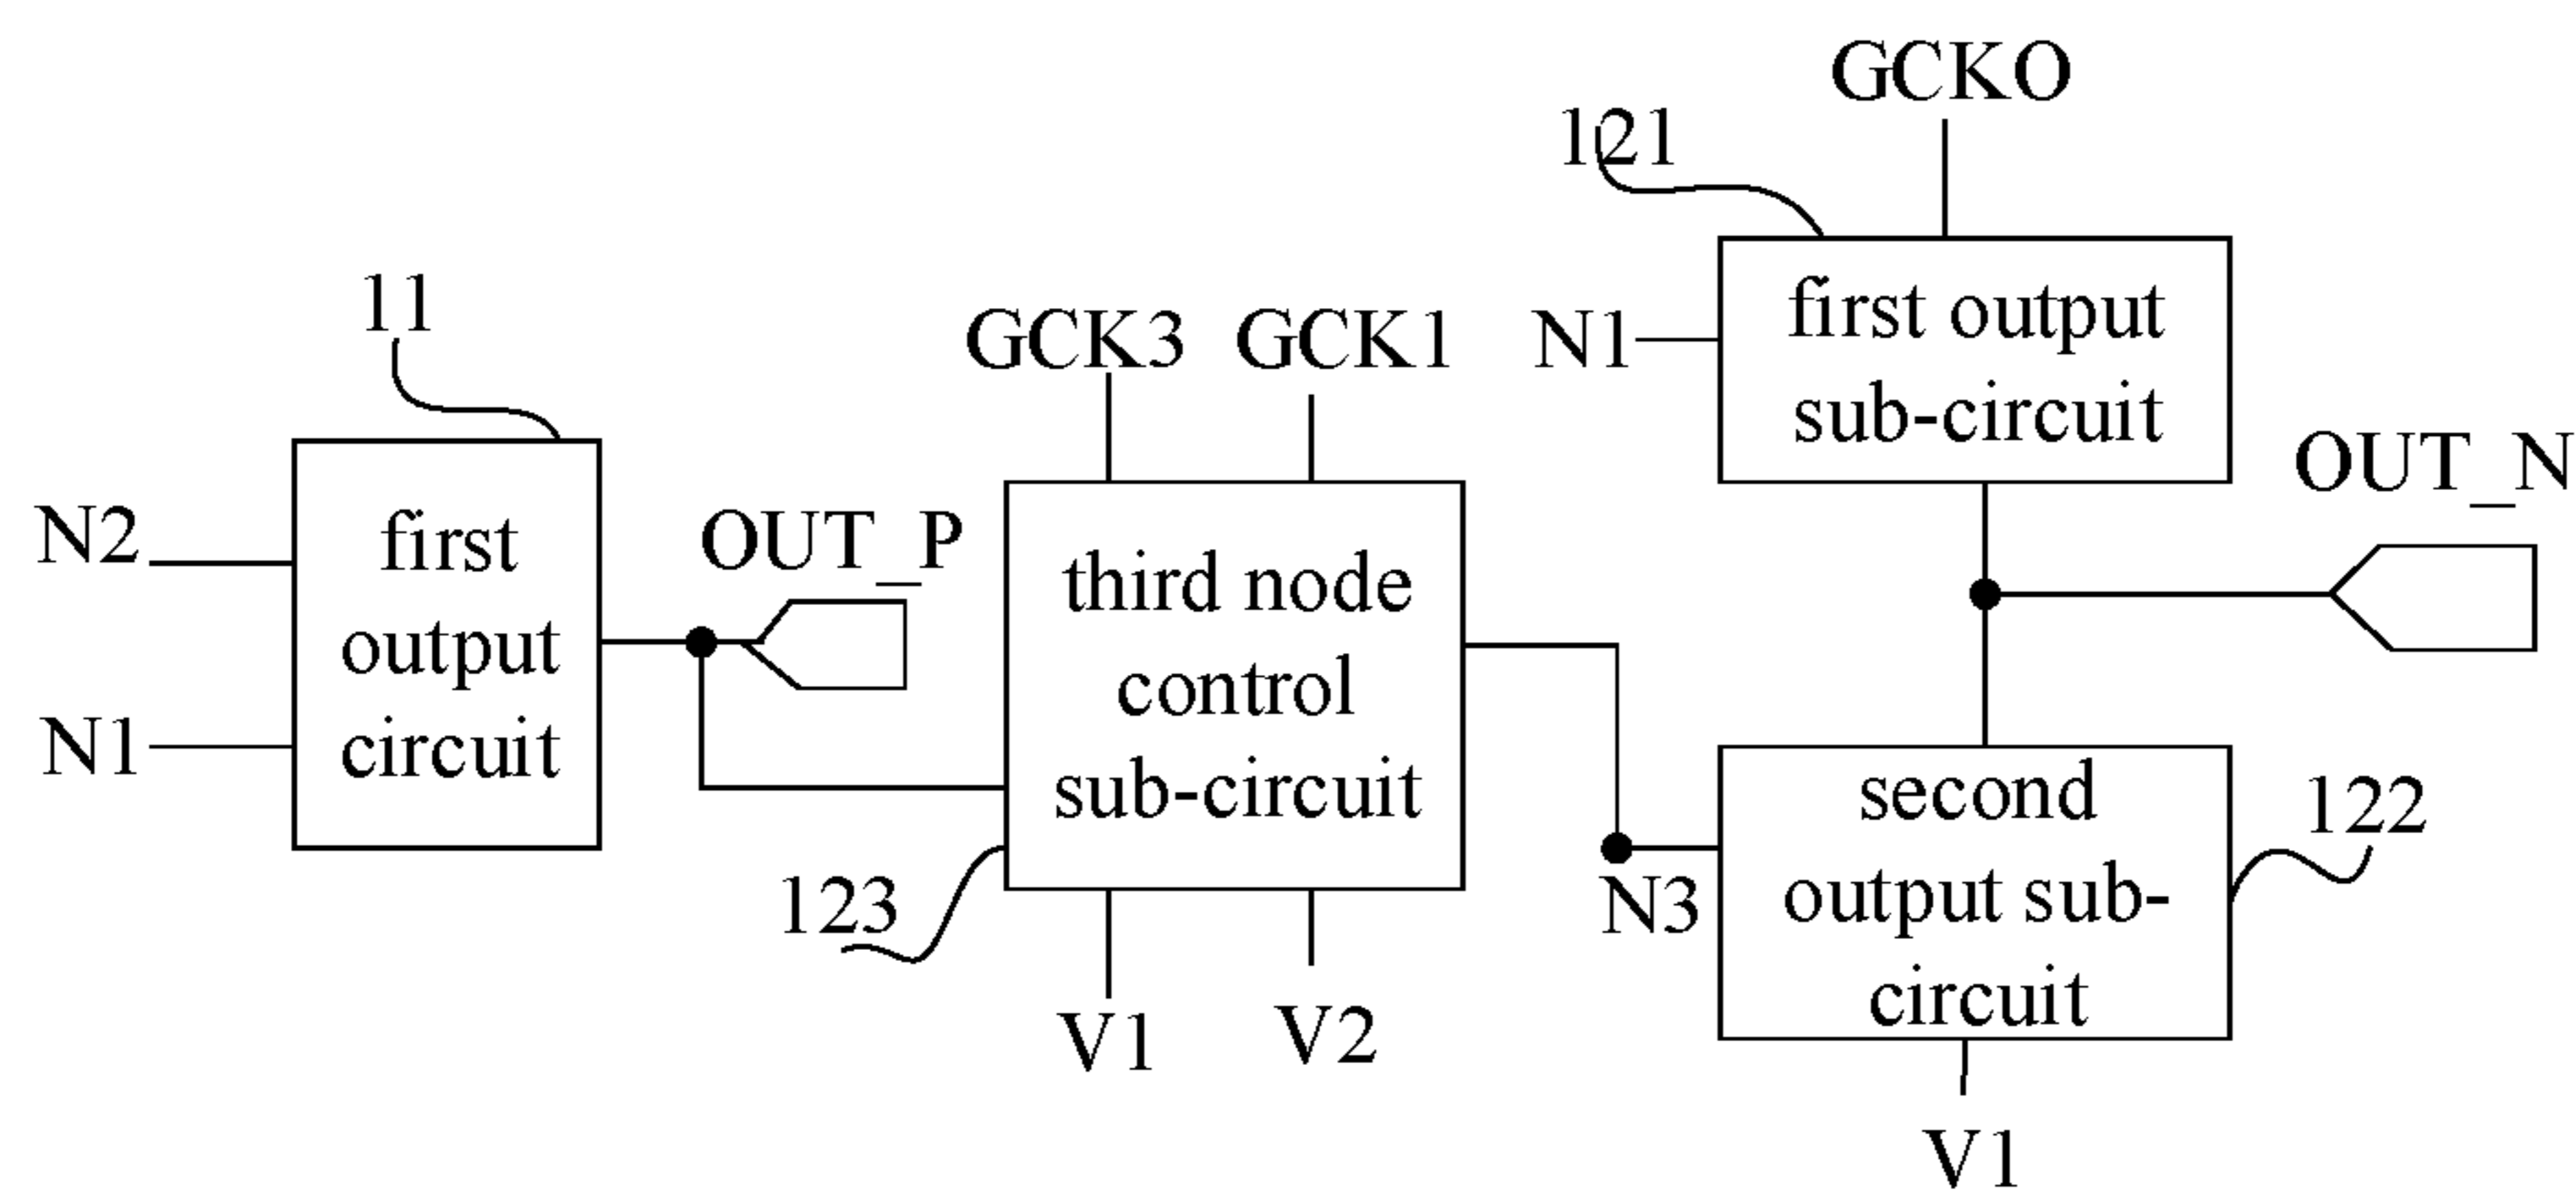 GCKO
121
11
GCK3
GCK1
N1
first output
sub-circuit
OUT_N
N2
first
output
circuit
N1
OUT_P
third node
control
sub-circuit
123
N3
second
output sub-
circuit
122
V1
V2
V1